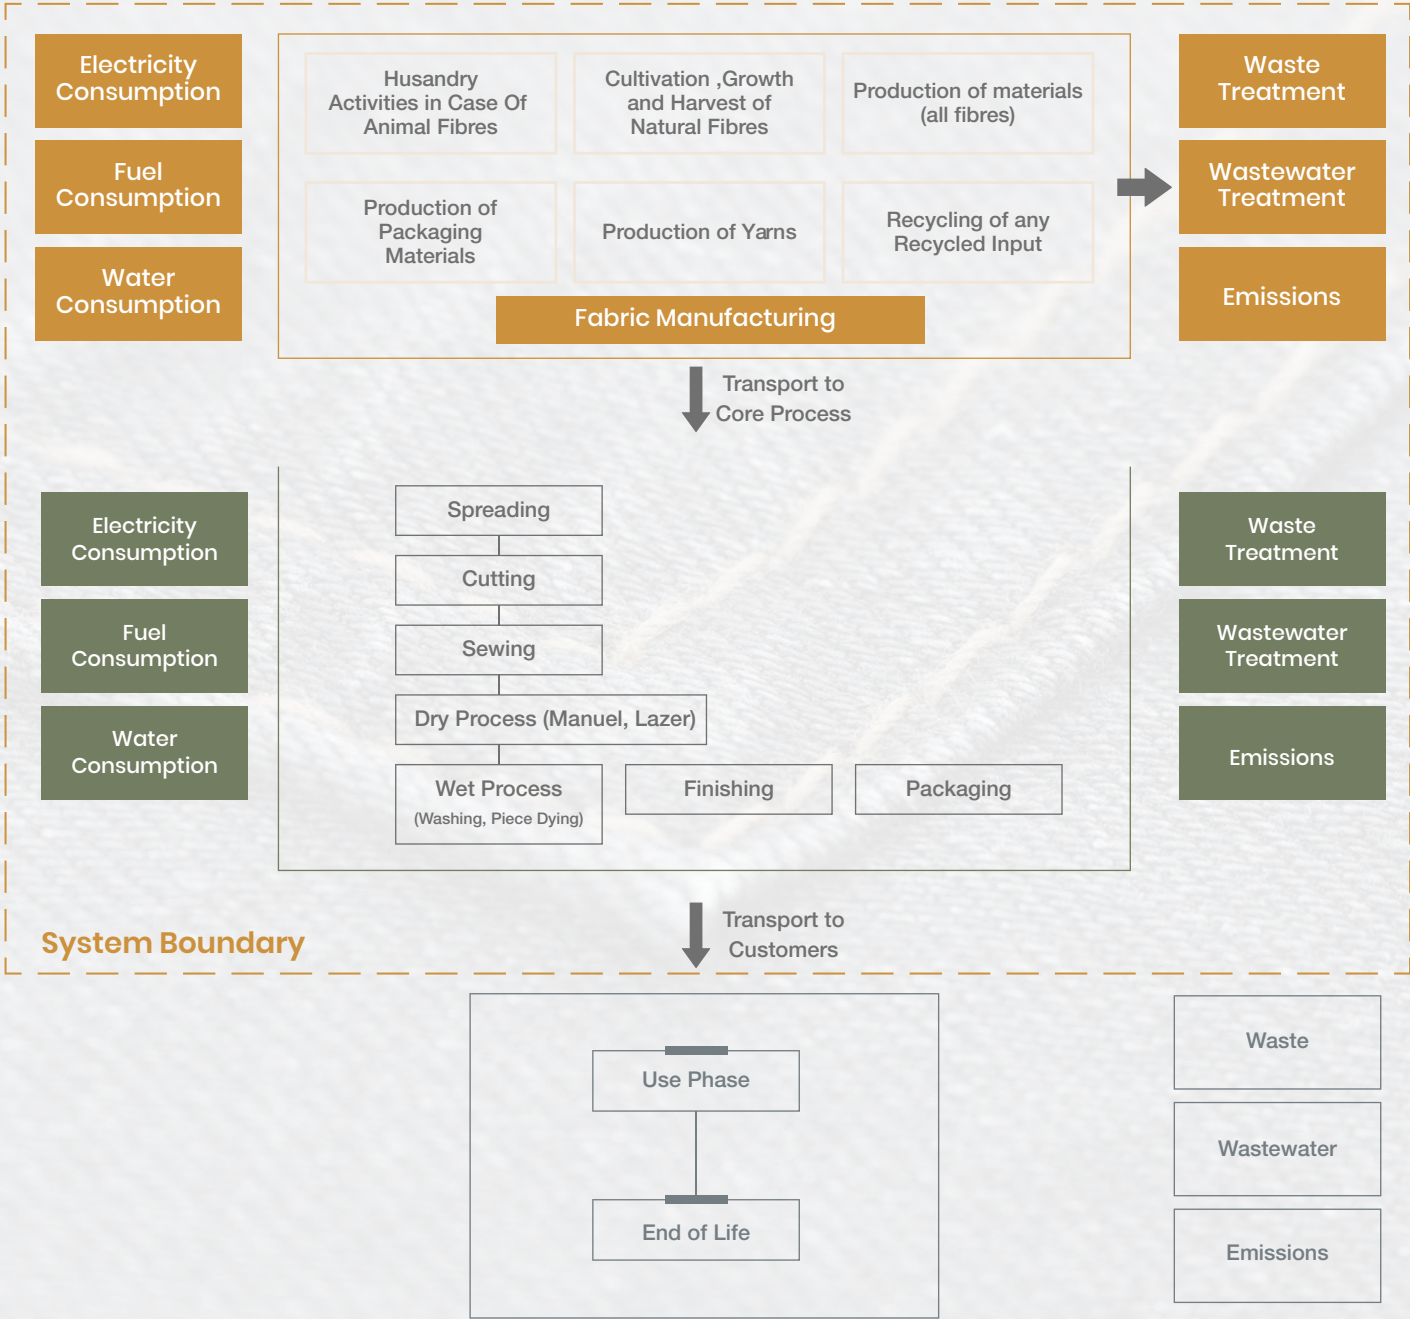 Electricity
Consumption
Fuel
Consumption
Water
Consumption
Husandry
Activities in Case Of
Animal Fibres
Cultivation ,Growth
and Harvest of
Natural Fibres
Production of materials
(all fibres)
Production of
Packaging
Materials
Production of Yarns
Recycling of any
Recycled Input
Fabric Manufacturing
Waste
Treatment
Wastewater
Treatment
Emissions
Transport to
Core Process
Electricity
Consumption
Fuel
Consumption
Water
Consumption
Spreading
Cutting
Sewing
Dry Process (Manuel, Lazer)
Wet Process
(Washing, Piece Dying)
Finishing
Packaging
Waste
Treatment
Wastewater
Treatment
Emissions
Transport to
Customers
System Boundary
Use Phase
End of Life
Waste
Wastewater
Emissions